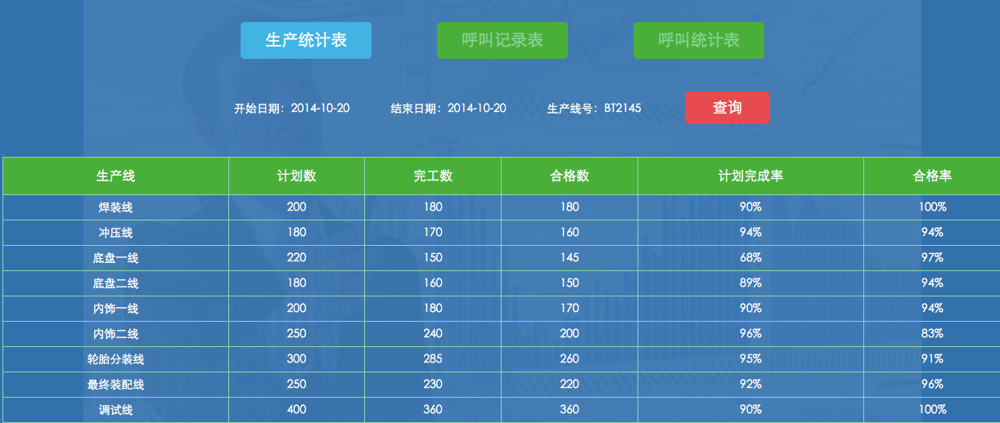 生产统计表 呼叫记录表 呼叫统计表
开始日期：2014-10-20 结束日期：2014-10-20 生产线号：BT2145 查询
生产线 计划数 完工数 合格数 计划完成率 合格率
焊装线 200 180 180 90% 100%
冲压线 180 170 160 94% 94%
底盘一线 220 150 145 68% 97%
底盘二线 180 160 150 89% 94%
内饰一线 200 180 170 90% 94%
内饰二线 250 240 200 96% 83%
轮胎分装线 300 285 260 95% 91%
最终装配线 250 230 220 92% 96%
调试线 400 360 360 90% 100%